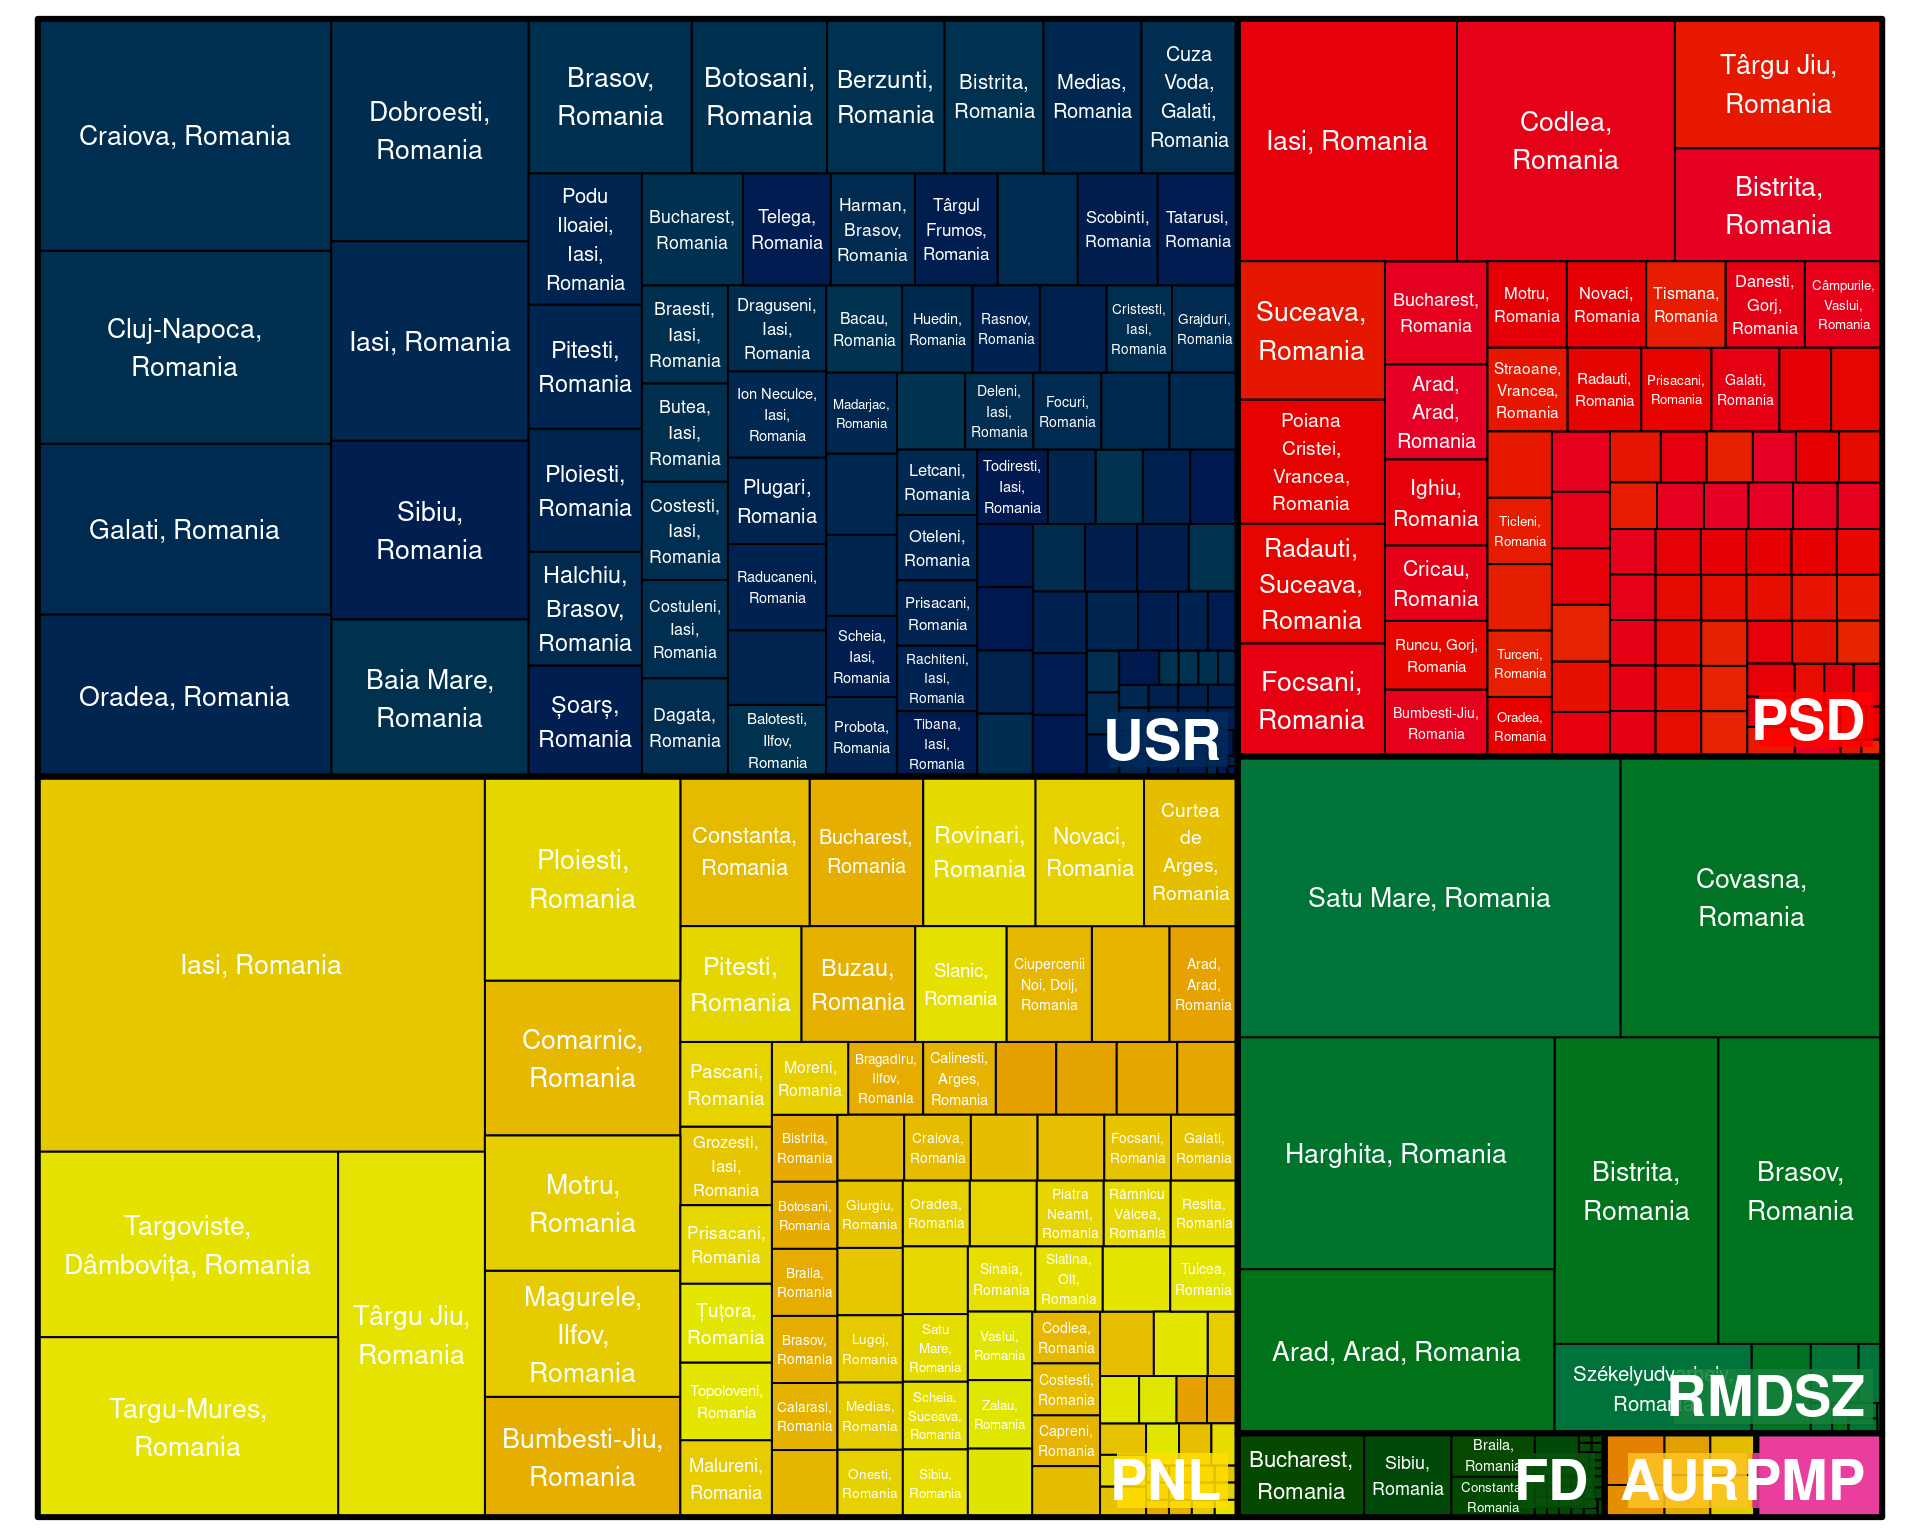 Craiova, Romania
Cluj-Napoca,
Romania
Galati, Romania
Oradea, Romania
Dobroesti,
Romania
Iasi, Romania
Sibiu,
Romania
Baia Mare,
Romania
Brasov,
Romania
Botosani,
Romania
Berzunti,
Romania
Bistrita,
Romania
Medias,
Romania
Cuza
Voda,
Galati,
Romania
Podu
Iloaiei,
Iasi,
Romania
Pitesti,
Romania
Ploiesti,
Romania
Halchiu,
Brasov,
Romania
Șoarș,
Romania
Bucharest,
Romania
Telega,
Romania
Harman,
Brasov,
Romania
Târgul
Frumos,
Romania
Scobinti,
Romania
Tatarusi,
Romania
Braesti,
Iasi,
Romania
Butea,
Iasi,
Romania
Costesti,
Iasi,
Romania
Costuleni,
Iasi,
Romania
Dagata,
Romania
Draguseni,
Iasi,
Romania
Ion Neculce,
Iasi,
Romania
Plugari,
Romania
Raducaneni,
Romania
Balotesti,
Ilfov,
Romania
Bacau,
Romania
Huedin,
Romania
Rasnov,
Romania
Cristesti,
Iasi,
Romania
Grajduri,
Romania
Madarjac,
Romania
Deleni,
Iasi,
Romania
Focuri,
Romania
Scheia,
Iasi,
Romania
Probota,
Romania
Letcani,
Romania
Todiresti,
Iasi,
Romania
Oteleni,
Romania
Prisacani,
Romania
Rachiteni,
Iasi,
Romania
Tibana,
Iasi,
Romania
USR
Iasi, Romania
Codlea,
Romania
Târgu Jiu,
Romania
Bistrita,
Romania
Suceava,
Romania
Poiana
Cristei,
Vrancea,
Romania
Radauti,
Suceava,
Romania
Focsani,
Romania
Bucharest,
Romania
Arad,
Arad,
Romania
Ighiu,
Romania
Cricau,
Romania
Runcu, Gorj,
Romania
Bumbesti-Jiu,
Romania
Motru,
Romania
Novaci,
Romania
Tismana,
Romania
Danesti,
Gorj,
Romania
Câmpurile,
Vaslui,
Romania
Straoane,
Vrancea,
Romania
Radauti,
Romania
Prisacani,
Romania
Galati,
Romania
Ticleni,
Romania
Turceni,
Romania
Oradea,
Romania
PSD
Iasi, Romania
Targoviste,
Dâmbovița, Romania
Targu-Mures,
Romania
Târgu Jiu,
Romania
Ploiesti,
Romania
Comarnic,
Romania
Motru,
Romania
Magurele,
Ilfov,
Romania
Bumbesti-Jiu,
Romania
Constanta,
Romania
Bucharest,
Romania
Rovinari,
Romania
Novaci,
Romania
Curtea
de
Arges,
Romania
Pitesti,
Romania
Buzau,
Romania
Slanic,
Romania
Ciupercenii
Noi, Dolj,
Romania
Arad,
Arad,
Romania
Pascani,
Romania
Grozesti,
Iasi,
Romania
Prisacani,
Romania
Țuțora,
Romania
Topoloveni,
Romania
Malureni,
Romania
Moreni,
Romania
Bragadiru,
Ilfov,
Romania
Calinesti,
Arges,
Romania
Bistrita,
Romania
Botosani,
Romania
Braila,
Romania
Brasov,
Romania
Calarasi,
Romania
Craiova,
Romania
Focsani,
Romania
Galati,
Romania
Giurgiu,
Romania
Oradea,
Romania
Piatra
Neamt,
Romania
Râmnicu
Vâlcea,
Romania
Resita,
Romania
Sinaia,
Romania
Slatina,
Olt,
Romania
Tulcea,
Romania
Lugoj,
Romania
Medias,
Romania
Onesti,
Romania
Satu
Mare,
Romania
Scheia,
Suceava,
Romania
Sibiu,
Romania
Vaslui,
Romania
Zalau,
Romania
Codlea,
Romania
Costesti,
Romania
Capreni,
Romania
PNL
Satu Mare, Romania
Covasna,
Romania
Harghita, Romania
Arad, Arad, Romania
Bistrita,
Romania
Brasov,
Romania
Székelyudvarhely,
Romania
RMDSZ
Bucharest,
Romania
Sibiu,
Romania
Braila,
Romania
Constanta,
Romania
FD
AUR
PMP